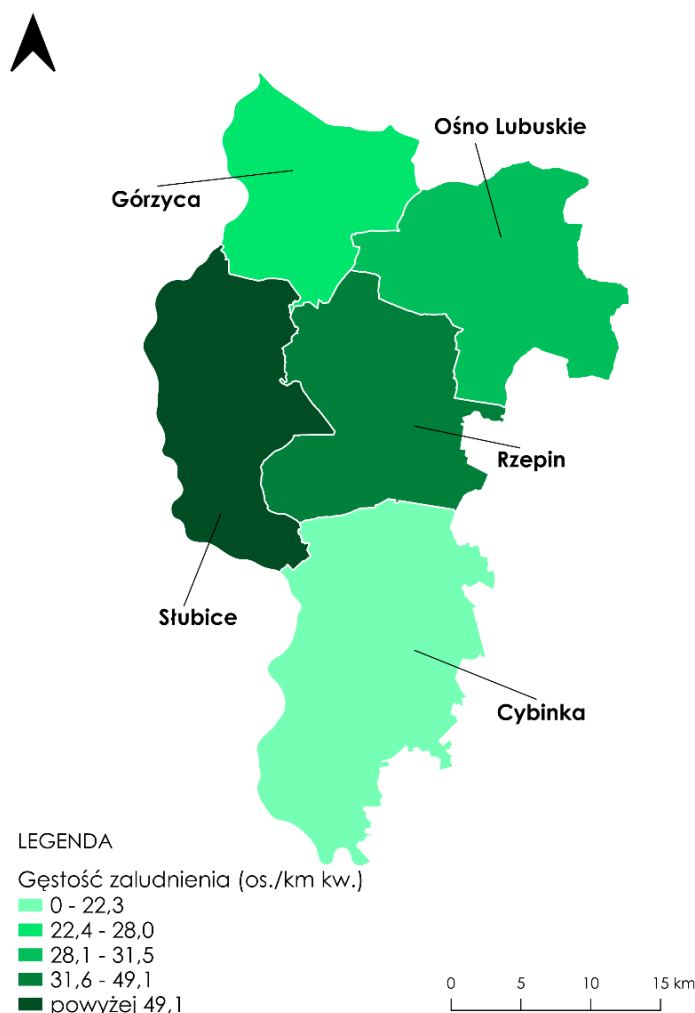 Ośno Lubuskie
Górzyca
Rzepin
Słubice
Cybinka
LEGENDA
Gęstość zaludnienia (os./km kw.)
0 - 22,3
22,4 - 28,0
28,1 - 31,5
31,6 - 49,1
powyżej 49,1
0 5 10 15 km